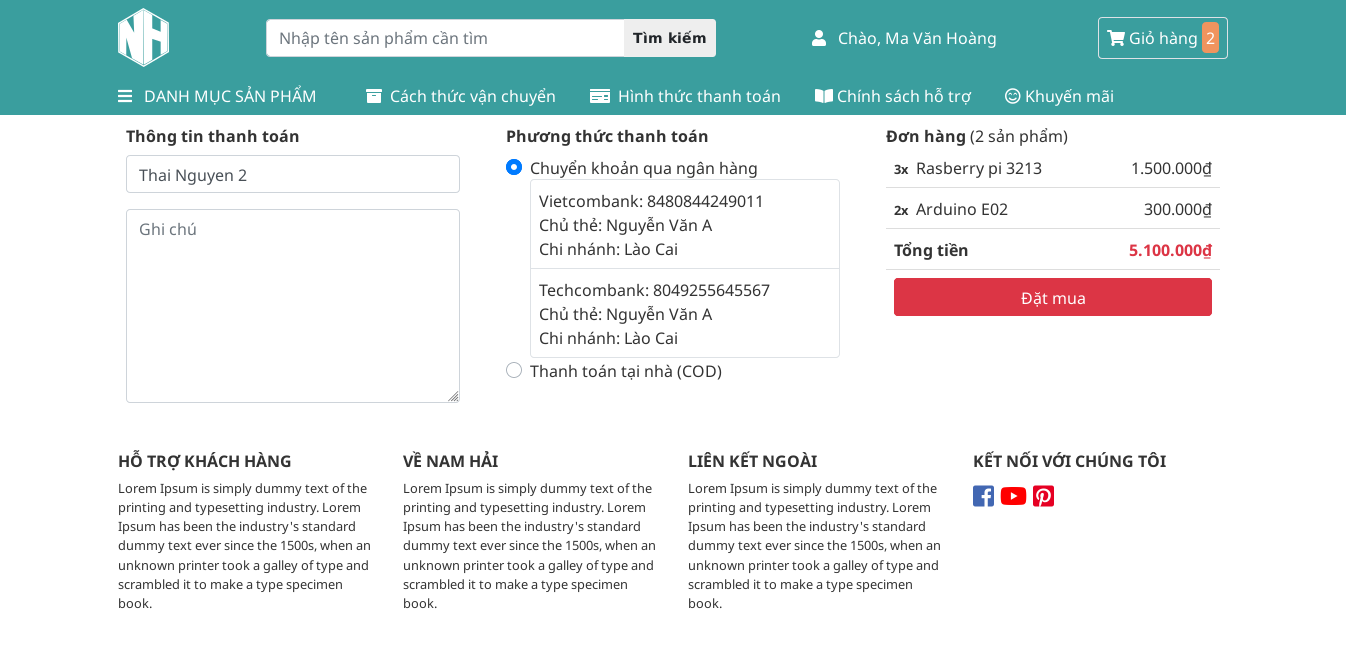 NH
Nhập tên sản phẩm cần tìm
Tìm kiếm
Chào, Ma Văn Hoàng
Giỏ hàng 2
DANH MỤC SẢN PHẨM
Cách thức vận chuyển
Hình thức thanh toán
Chính sách hỗ trợ
Khuyến mãi
Thông tin thanh toán
Thai Nguyen 2
Ghi chú
Phương thức thanh toán
Chuyển khoản qua ngân hàng
Vietcombank: 8480844249011
Chủ thẻ: Nguyễn Văn A
Chi nhánh: Lào Cai
Techcombank: 8049255645567
Chủ thẻ: Nguyễn Văn A
Chi nhánh: Lào Cai
Thanh toán tại nhà (COD)
Đơn hàng (2 sản phẩm)
3x Rasberry pi 3213 1.500.000₫
2x Arduino E02 300.000₫
Tổng tiền 5.100.000₫
Đặt mua
HỖ TRỢ KHÁCH HÀNG
Lorem Ipsum is simply dummy text of the
printing and typesetting industry. Lorem
Ipsum has been the industry's standard
dummy text ever since the 1500s, when an
unknown printer took a galley of type and
scrambled it to make a type specimen
book.
VỀ NAM HẢI
Lorem Ipsum is simply dummy text of the
printing and typesetting industry. Lorem
Ipsum has been the industry's standard
dummy text ever since the 1500s, when an
unknown printer took a galley of type and
scrambled it to make a type specimen
book.
LIÊN KẾT NGOÀI
Lorem Ipsum is simply dummy text of the
printing and typesetting industry. Lorem
Ipsum has been the industry's standard
dummy text ever since the 1500s, when an
unknown printer took a galley of type and
scrambled it to make a type specimen
book.
KẾT NỐI VỚI CHÚNG TÔI